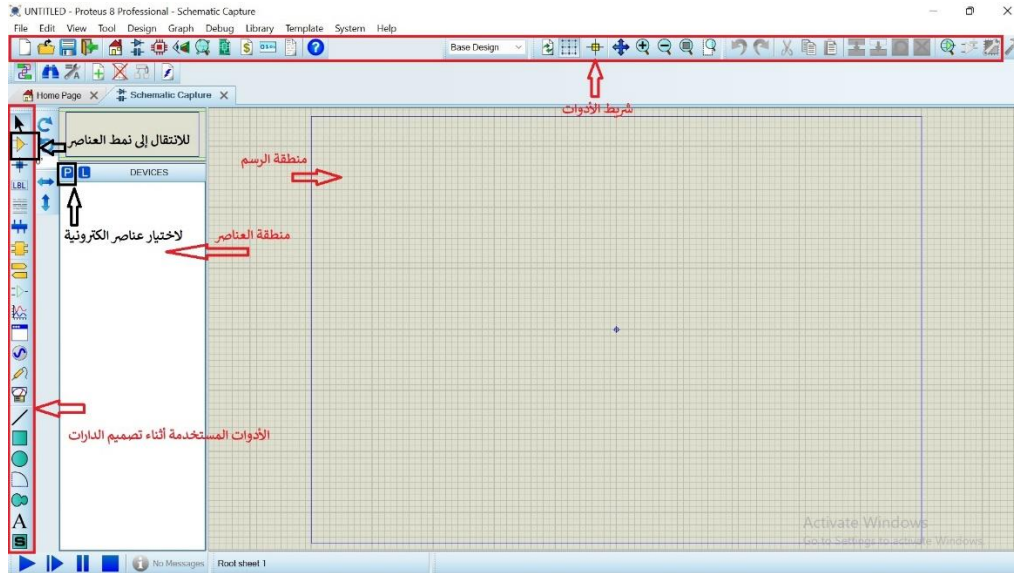 UNTITLED - Proteus 8 Professional - Schematic Capture
File Edit View Tool Design Graph Debug Library Template System Help
Base Design
شريط الأدوات
Home Page
Schematic Capture
للانتقال إلى نمط العناصر
منطقة الرسم
P L DEVICES
LBL
لاختيار عناصر الكترونية
منطقة العناصر
الأدوات المستخدمة أثناء تصميم الدارات
A
S
Activate Windows
Go to Settings to activate Windows.
No Messages
Root sheet 1